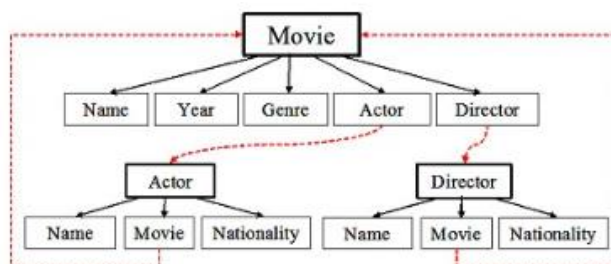 Movie
Name Year Genre Actor Director
Actor Director
Name Movie Nationality Name Movie Nationality